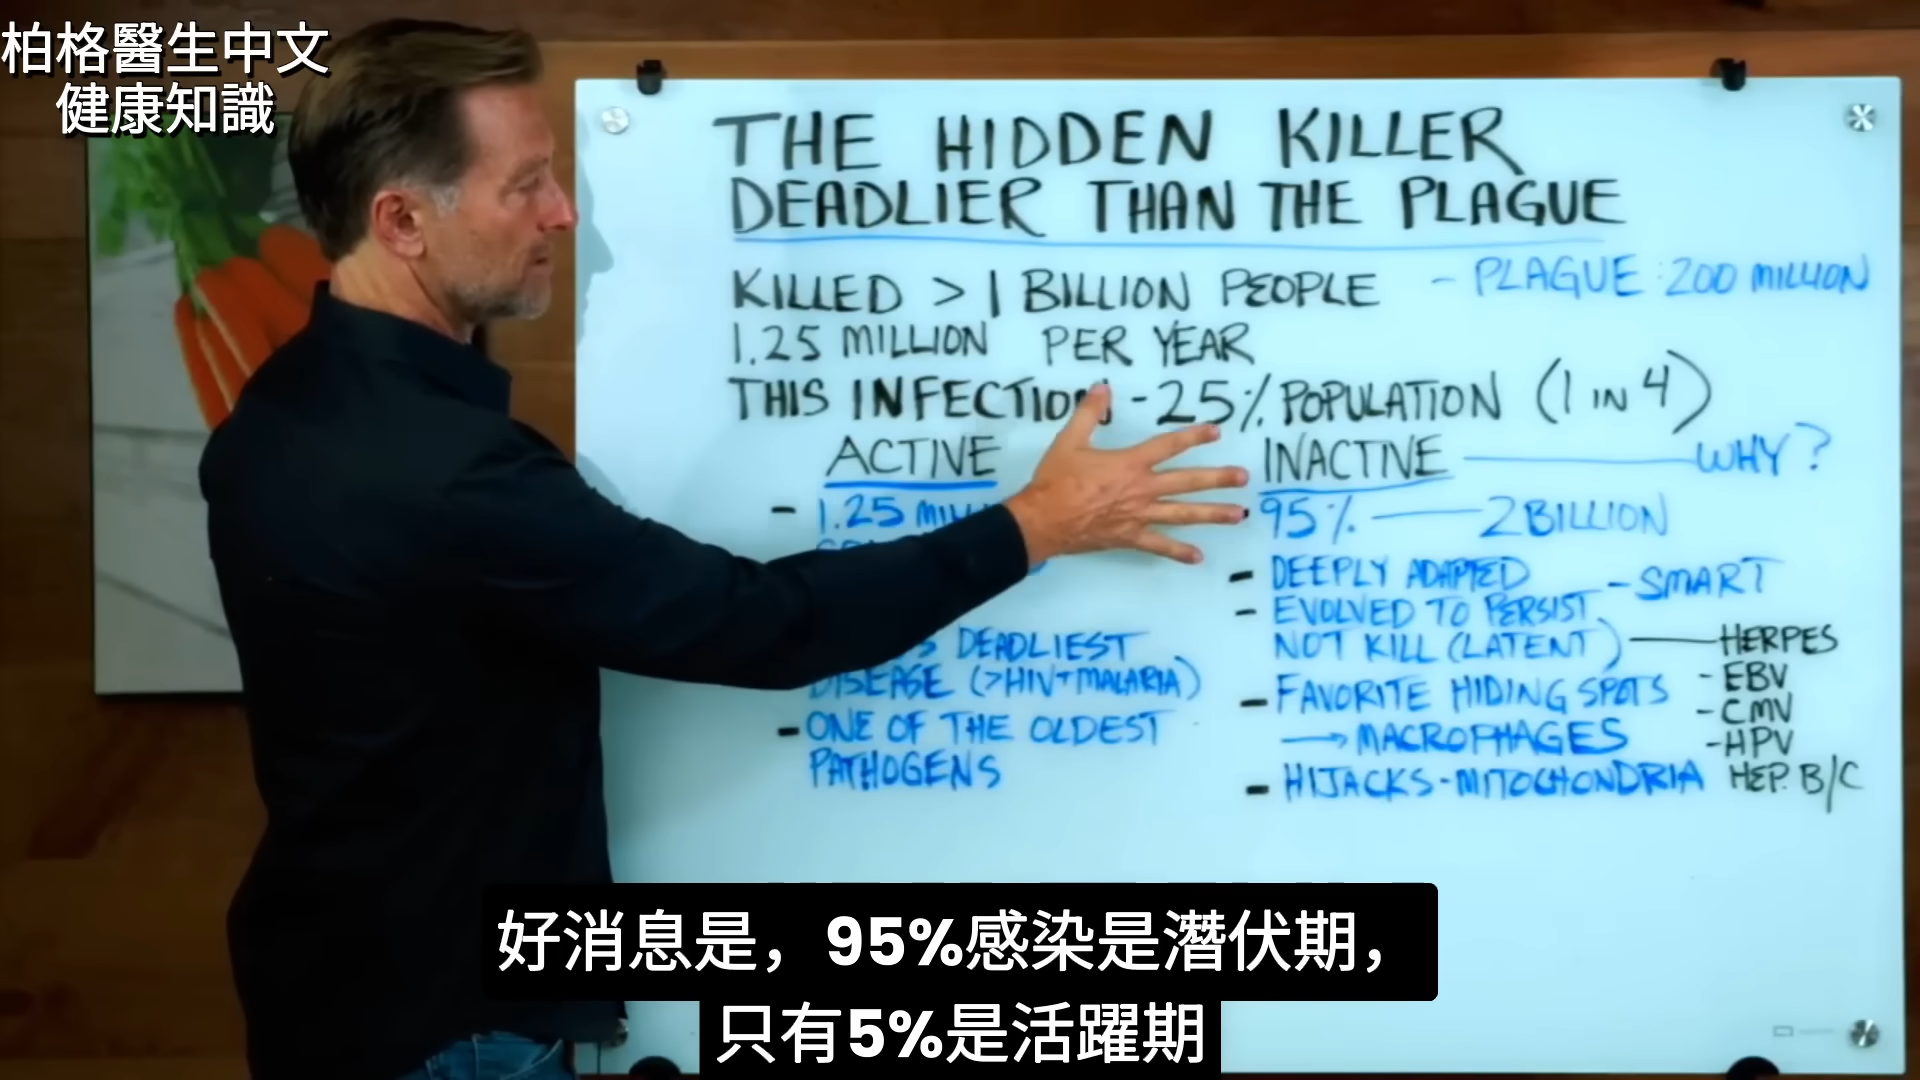 柏格醫生中文
健康知識
THE HIDDEN KILLER
DEADLIER THAN THE PLAGUE
KILLED > 1 BILLION PEOPLE - PLAGUE: 200 MILLION
1.25 MILLION PER YEAR
THIS INFECTION - 25% POPULATION (1 IN 4)
ACTIVE
- 1.25
DEADLIEST
DISEASE (>HIV+MALARIA)
- ONE OF THE OLDEST
PATHOGENS
INACTIVE — WHY?
95% — 2 BILLION
- DEEPLY ADAPTED - SMART
- EVOLVED TO PERSIST
NOT KILL (LATENT) — HERPES
- EBV
- CMV
- HPV
HEP. B/C
- FAVORITE HIDING SPOTS
→ MACROPHAGES
- HIJACKS - MITOCHONDRIA
好消息是，95%感染是潛伏期，
只有5%是活躍期